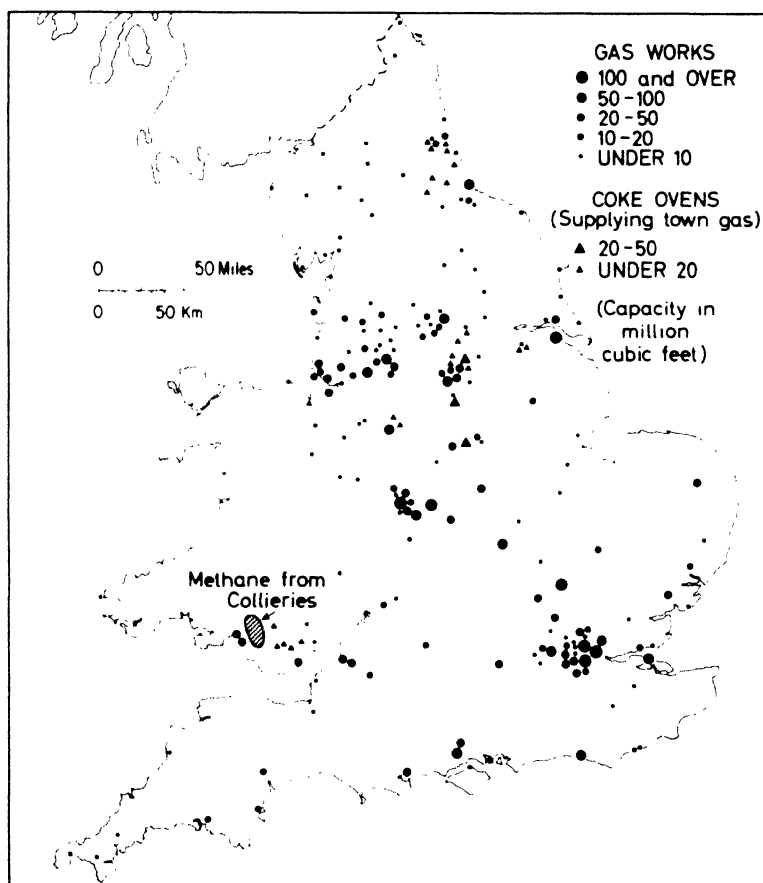 GAS WORKS
100 and OVER
50-100
20-50
10-20
UNDER 10
COKE OVENS
(Supplying town gas)
20-50
UNDER 20
(Capacity in
million
cubic feet)
0 50 Miles
0 50 Km
Methane from
Collieries